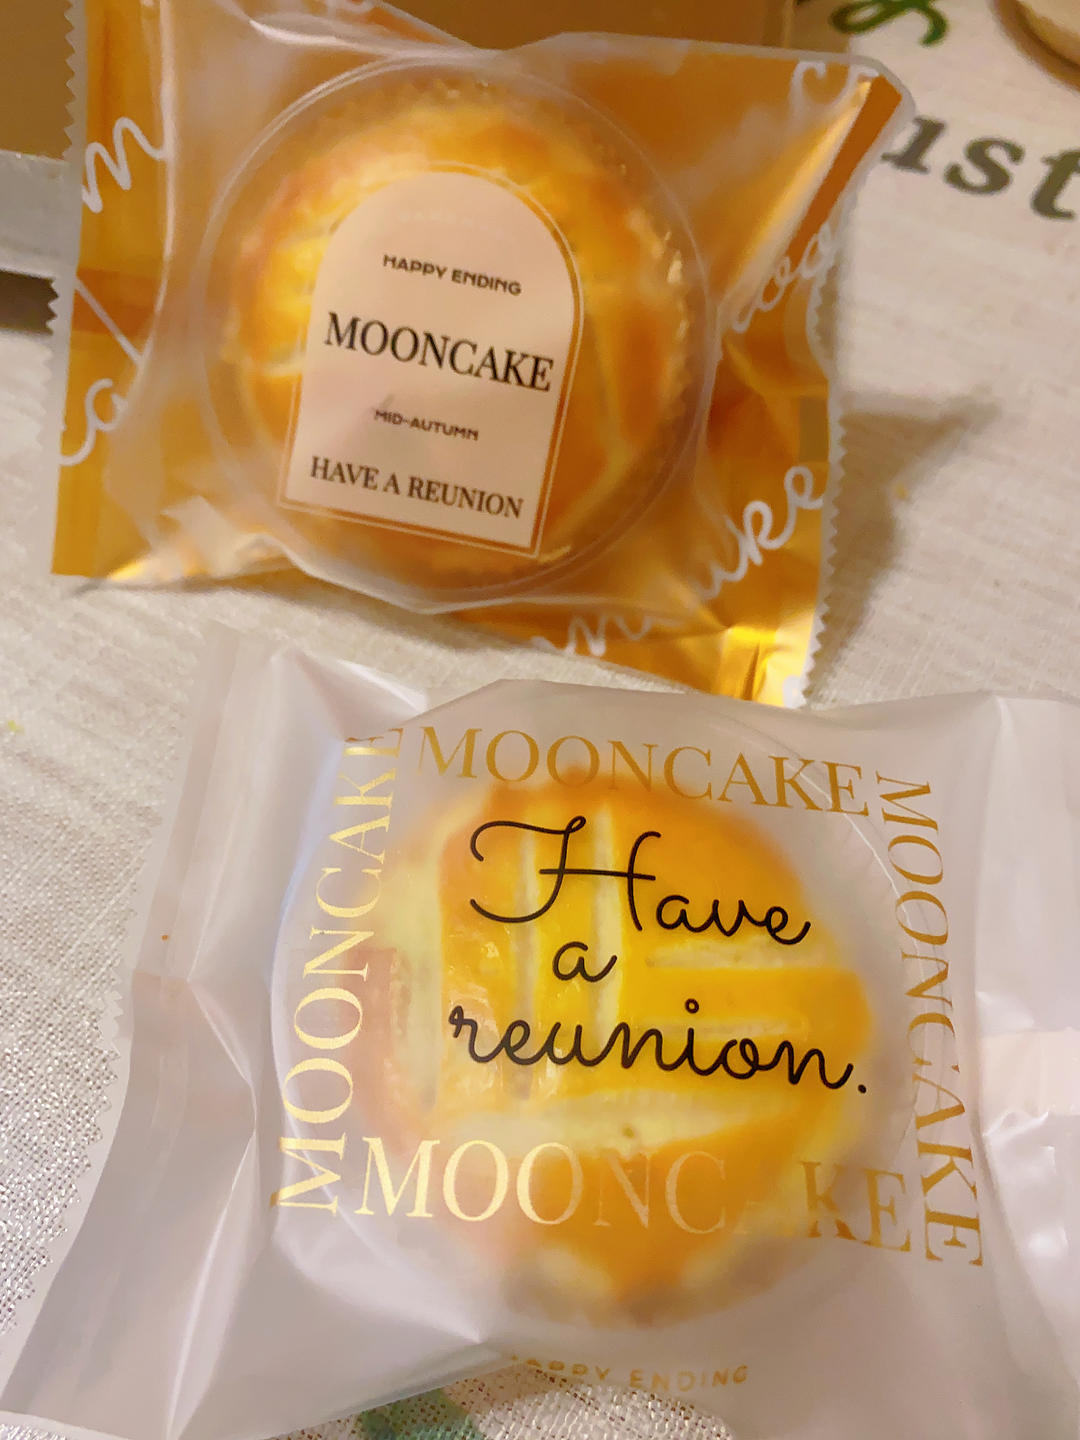 HAPPY ENDING
MOONCAKE
MID-AUTUMN
HAVE A REUNION
MOONCAKE
MOONCAKE
MOONCAKE
Have
a
reunion.
MOONCAKE
HAPPY ENDING